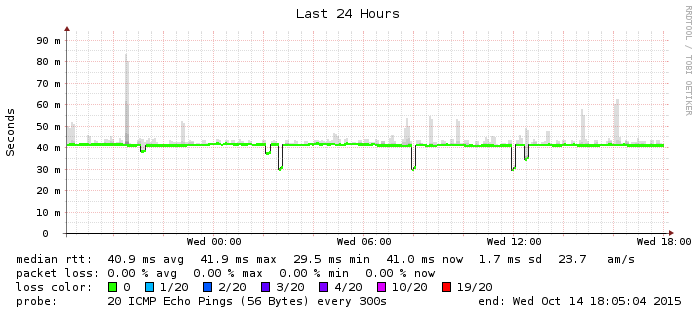 Last 24 Hours
RRDTOOL / TOBI OETIKER
Seconds
90 m
80 m
70 m
60 m
50 m
40 m
30 m
20 m
10 m
0
Wed 00:00 Wed 06:00 Wed 12:00 Wed 18:00
median rtt: 40.9 ms avg 41.9 ms max 29.5 ms min 41.0 ms now 1.7 ms sd 23.7 am/s
packet loss: 0.00 % avg 0.00 % max 0.00 % min 0.00 % now
loss color: 0 1/20 2/20 3/20 4/20 10/20 19/20
probe: 20 ICMP Echo Pings (56 Bytes) every 300s end: Wed Oct 14 18:05:04 2015